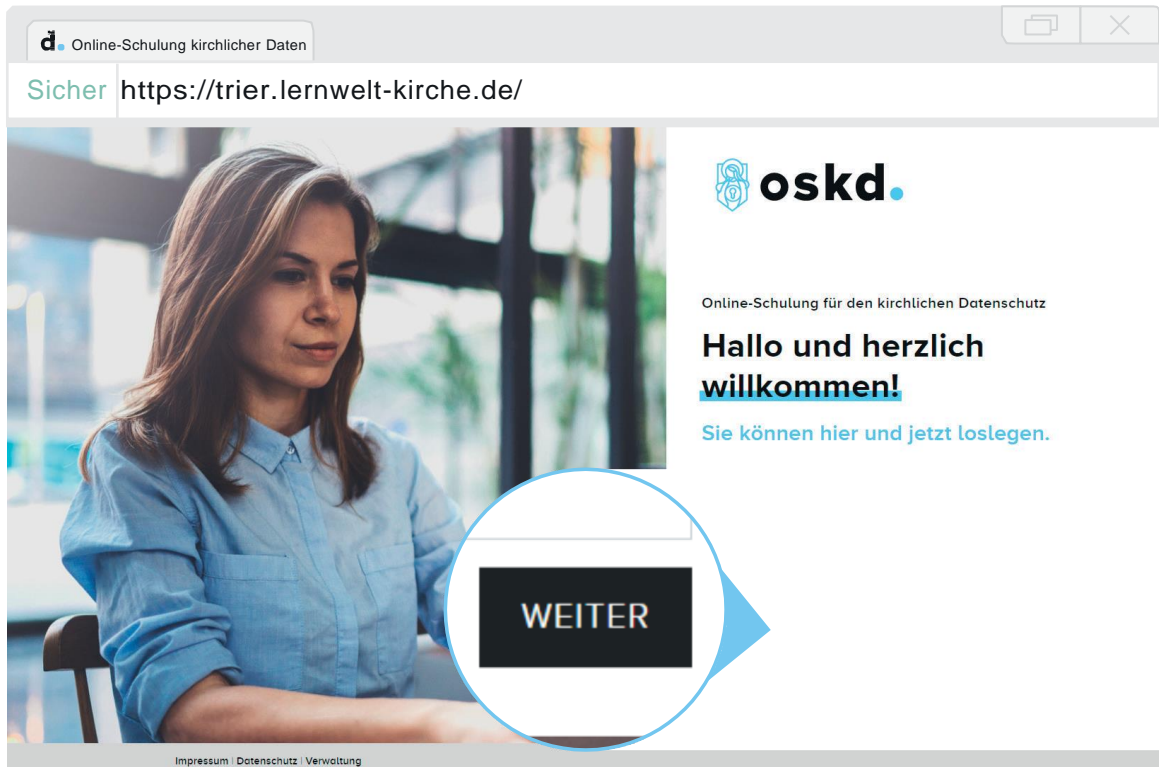 d. Online-Schulung kirchlicher Daten
Sicher https://trier.lernwelt-kirche.de/
oskd.
Online-Schulung für den kirchlichen Datenschutz
Hallo und herzlich
willkommen!
Sie können hier und jetzt loslegen.
WEITER
Impressum | Datenschutz | Verwaltung